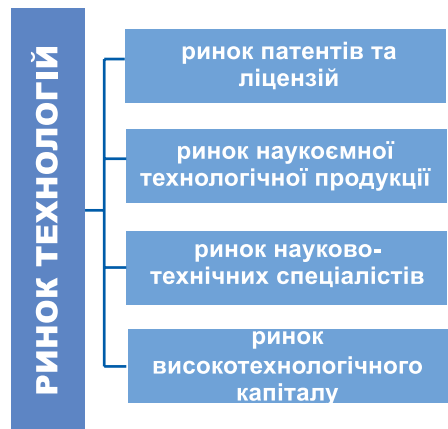 РИНОК ТЕХНОЛОГІЙ
ринок патентів та
ліцензій
ринок наукоємної
технологічної продукції
ринок науково-
технічних спеціалістів
ринок
високотехнологічного
капіталу